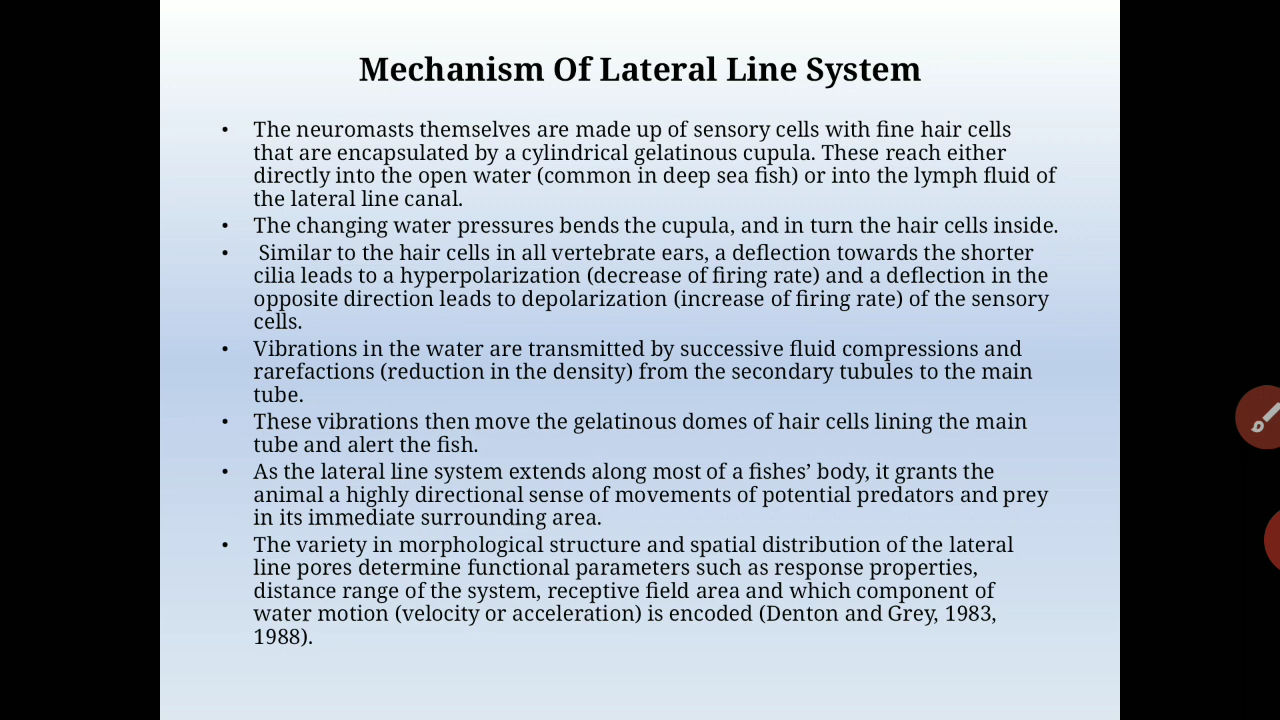 Mechanism Of Lateral Line System
• The neuromasts themselves are made up of sensory cells with fine hair cells
that are encapsulated by a cylindrical gelatinous cupula. These reach either
directly into the open water (common in deep sea fish) or into the lymph fluid of
the lateral line canal.
• The changing water pressures bends the cupula, and in turn the hair cells inside.
• Similar to the hair cells in all vertebrate ears, a deflection towards the shorter
cilia leads to a hyperpolarization (decrease of firing rate) and a deflection in the
opposite direction leads to depolarization (increase of firing rate) of the sensory
cells.
• Vibrations in the water are transmitted by successive fluid compressions and
rarefactions (reduction in the density) from the secondary tubules to the main
tube.
• These vibrations then move the gelatinous domes of hair cells lining the main
tube and alert the fish.
• As the lateral line system extends along most of a fishes’ body, it grants the
animal a highly directional sense of movements of potential predators and prey
in its immediate surrounding area.
• The variety in morphological structure and spatial distribution of the lateral
line pores determine functional parameters such as response properties,
distance range of the system, receptive field area and which component of
water motion (velocity or acceleration) is encoded (Denton and Grey, 1983,
1988).